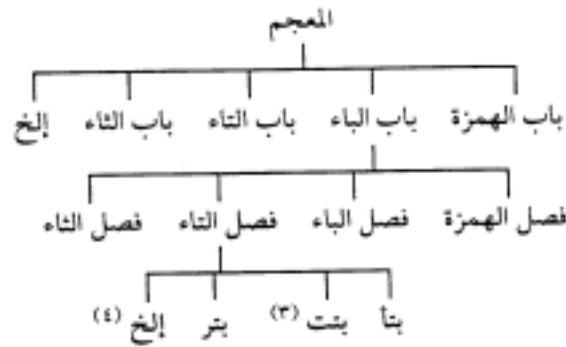 المعجم
باب الهمزة باب الباء باب التاء باب الثاء إلخ
فصل الهمزة فصل الباء فصل التاء فصل الثاء
بتأ بتت (٣) بتر إلخ (٤)